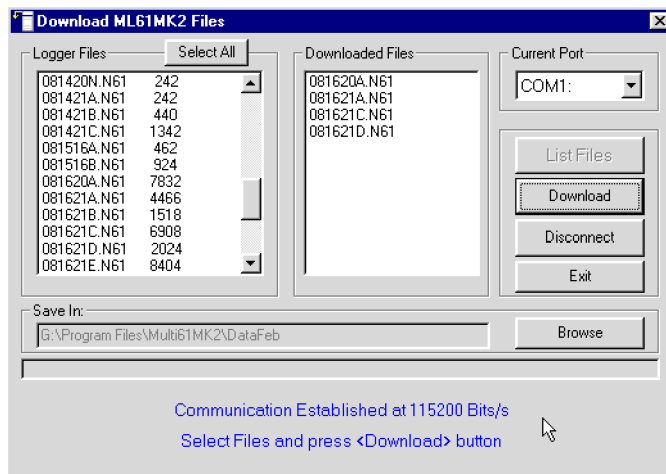 Download ML61MK2 Files
Logger Files
Select All
081420N.N61 242
081421A.N61 242
081421B.N61 440
081421C.N61 1342
081516A.N61 462
081516B.N61 924
081620A.N61 7832
081621A.N61 4466
081621B.N61 1518
081621C.N61 6908
081621D.N61 2024
081621E.N61 8404
Downloaded Files
081620A.N61
081621A.N61
081621C.N61
081621D.N61
Current Port
COM1:
List Files
Download
Disconnect
Exit
Save In:
G:\Program Files\Multi61MK2\DataFeb
Browse
Communication Established at 115200 Bits/s
Select Files and press <Download> button